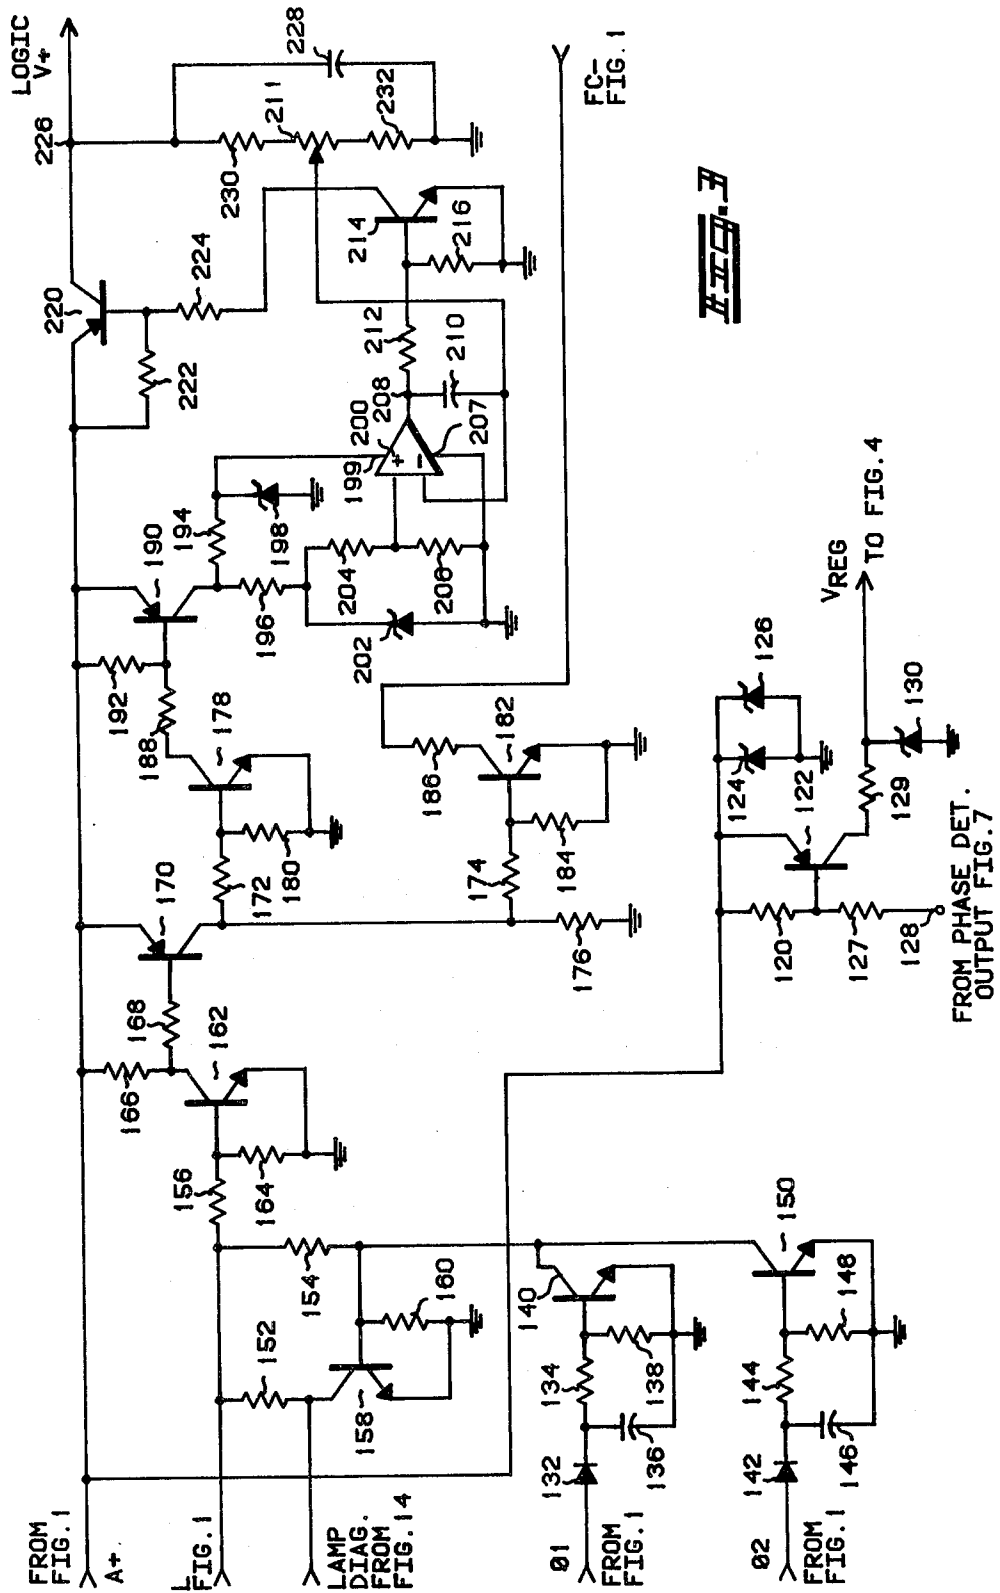 LOGIC
V+
226
220
222
224
230
211
228
232
214
216
212
210
208
200
199
207
190
194
198
196
204
206
202
192
188
178
180
172
170
168
166
162
156
164
154
152
160
158
186
182
184
174
176
FC-
FIG. 1
FIG. 3
FROM
FIG. 1
A+
L
FIG. 1
LAMP
DIAG.
FROM
FIG. 14
01
FROM
FIG. 1
02
FROM
FIG. 1
132
134
136
138
140
142
144
146
148
150
120
122
124
126
127
128
129
130
VREG
TO FIG. 4
FROM PHASE DET.
OUTPUT FIG. 7